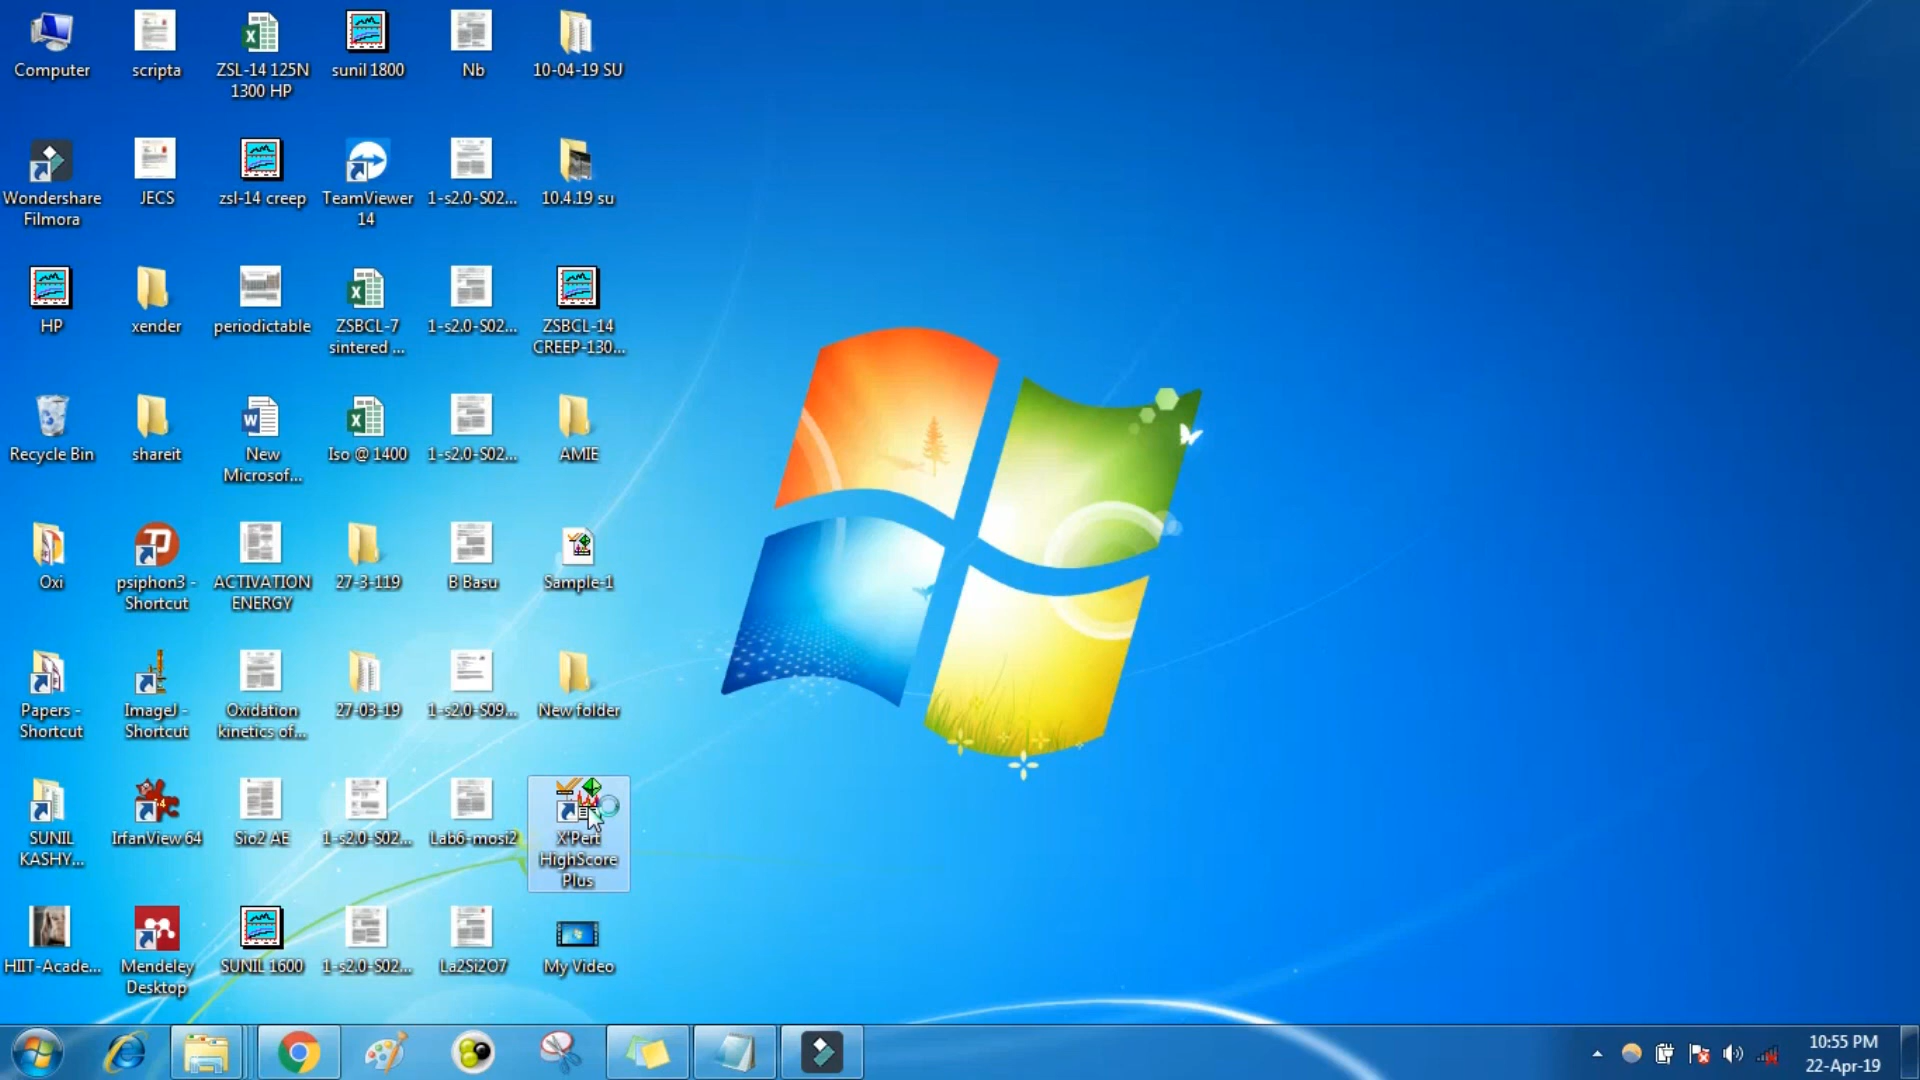 Computer
scripta
ZSL-14 125N
1300 HP
sunil 1800
Nb
10-04-19 SU
Wondershare
Filmora
JECS
zsl-14 creep
TeamViewer
14
1-s2.0-S02...
10.4.19 su
HP
xender
periodictable
ZSBCL-7
sintered ...
1-s2.0-S02...
ZSBCL-14
CREEP-130...
Recycle Bin
shareit
New
Microsof...
Iso @ 1400
1-s2.0-S02...
AMIE
Oxi
psiphon3 -
Shortcut
ACTIVATION
ENERGY
27-3-119
B Basu
Sample-1
Papers -
Shortcut
ImageJ -
Shortcut
Oxidation
kinetics of...
27-03-19
1-s2.0-S09...
New folder
SUNIL
KASHY...
IrfanView 64
Sio2 AE
1-s2.0-S02...
Lab6-mosi2
X'Pert
HighScore
Plus
HIIT-Acade...
Mendeley
Desktop
SUNIL 1600
1-s2.0-S02...
La2Si2O7
My Video
10:55 PM
22-Apr-19